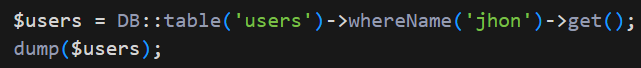 $users = DB::table('users')->whereName('jhon')->get();
dump($users);